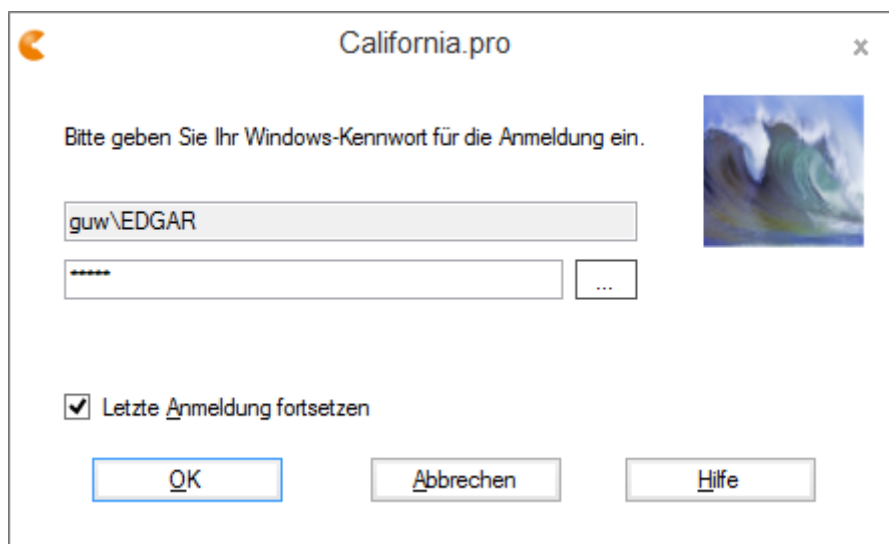 California.pro
Bitte geben Sie Ihr Windows-Kennwort für die Anmeldung ein.
guw\EDGAR
*****
...
Letzte Anmeldung fortsetzen
OK
Abbrechen
Hilfe